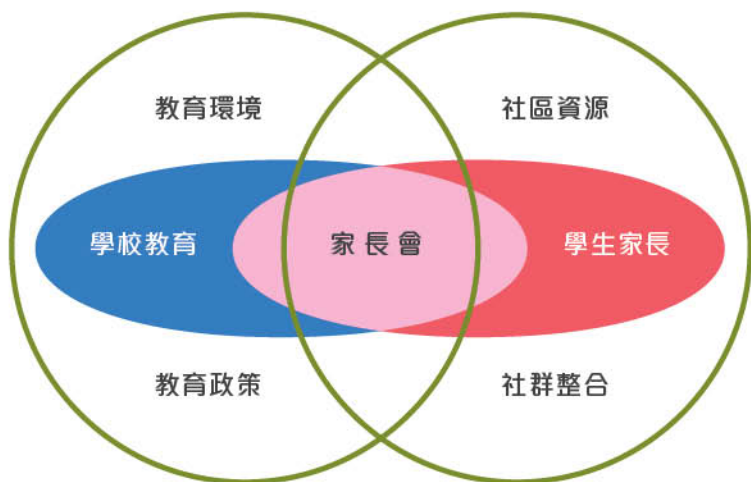 教育環境
社區資源
學校教育
家長會
學生家長
教育政策
社群整合